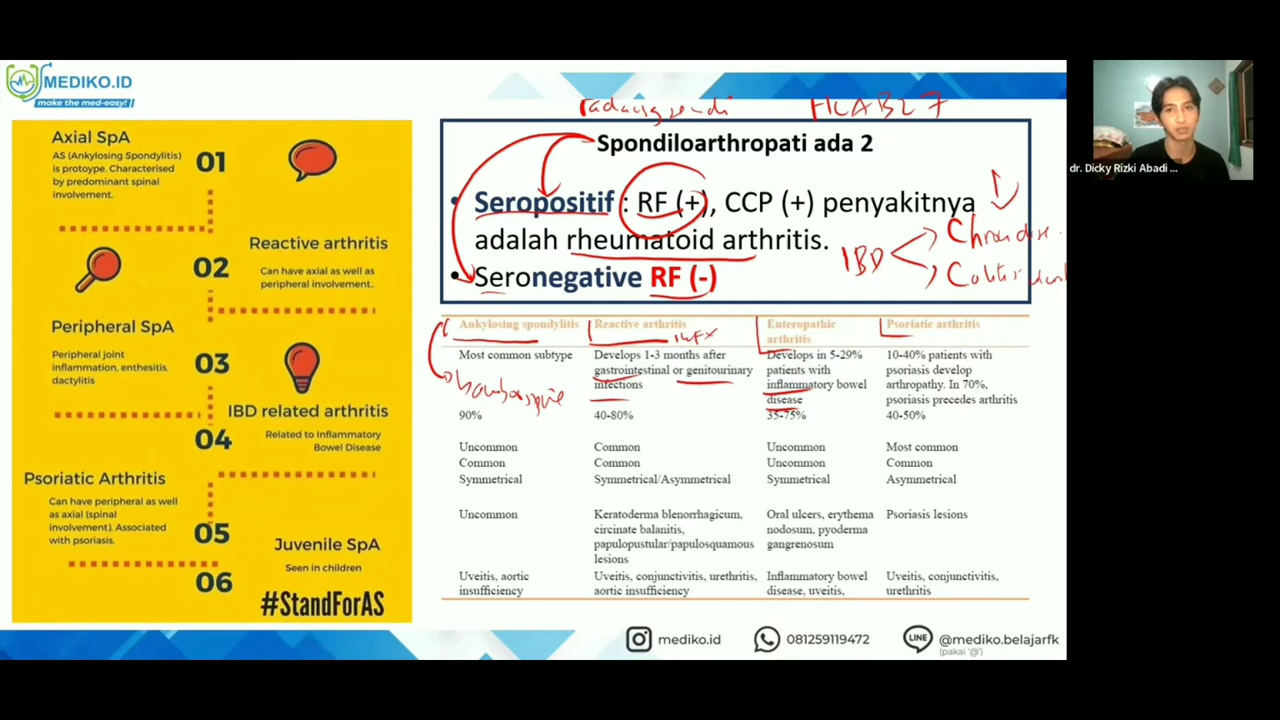 MEDIKO.ID
make the med-easy!
Axial SpA
AS (Ankylosing Spondylitis)
is protoype. Characterised
by predominant spinal
involvement.
01
Reactive arthritis
02
Can have axial as well as
peripheral involvement..
Peripheral SpA
Peripheral joint
inflammation, enthesitis,
dactylitis
03
IBD related arthritis
04
Related to Inflammatory
Bowel Disease
Psoriatic Arthritis
Can have peripheral as well
as axial (spinal
involvement). Associated
with psoriasis.
05
Juvenile SpA
06
Seen in children
#StandForAS
radang sendi HLAB27
Spondiloarthropati ada 2
• Seropositif : RF (+), CCP (+) penyakitnya
adalah rheumatoid arthritis.
• Seronegative RF (-)
IBD
Ankylosing spondylitis Reactive arthritis Enteropathic arthritis Psoriatic arthritis
Most common subtype
Develops 1-3 months after
gastrointestinal or genitourinary
infections
Develops in 5-29%
patients with
inflammatory bowel
disease
10-40% patients with
psoriasis develop
arthropathy. In 70%,
psoriasis precedes arthritis
90% 40-80% 35-75% 40-50%
Uncommon Common Uncommon Most common
Common Common Uncommon Common
Symmetrical Symmetrical/Asymmetrical Symmetrical Asymmetrical
Uncommon
Keratoderma blenorrhagicum,
circinate balanitis,
papulopustular/papulosquamous
lesions
Oral ulcers, erythema
nodosum, pyoderma
gangrenosum
Psoriasis lesions
Uveitis, aortic
insufficiency
Uveitis, conjunctivitis, urethritis,
aortic insufficiency
Inflammatory bowel
disease, uveitis,
Uveitis, conjunctivitis,
urethritis
mediko.id
081259119472
LINE
@mediko.belajarfk
(pakai '@')
dr. Dicky Rizki Abadi ...